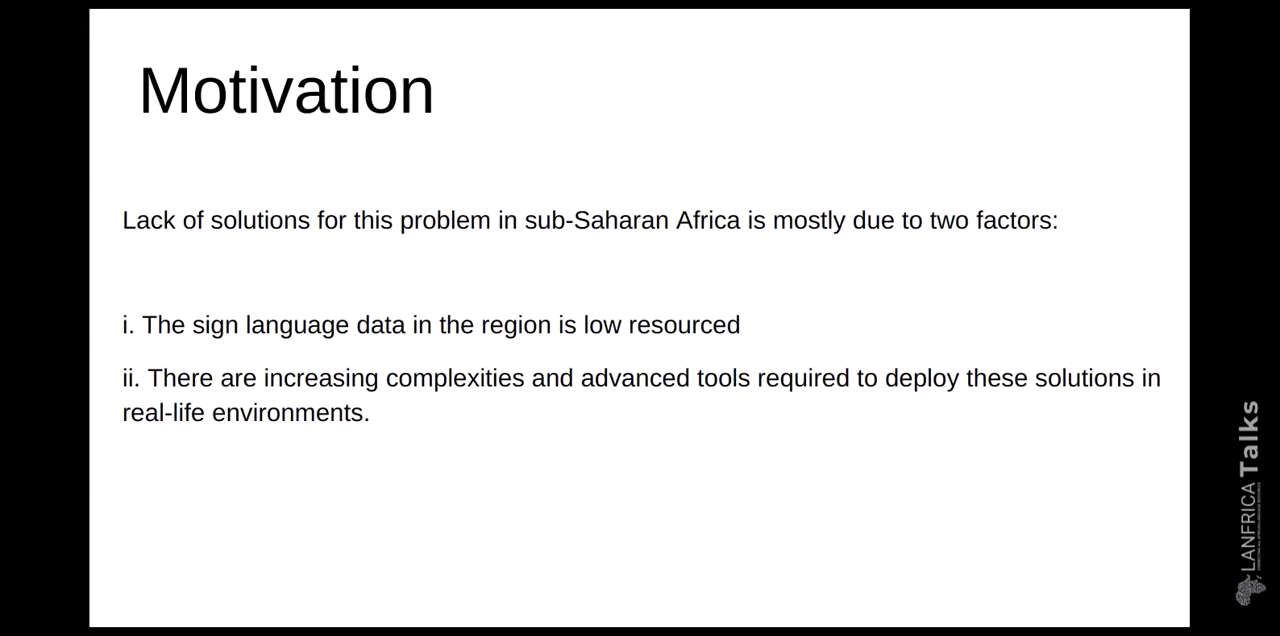 Motivation
Lack of solutions for this problem in sub-Saharan Africa is mostly due to two factors:
i. The sign language data in the region is low resourced
ii. There are increasing complexities and advanced tools required to deploy these solutions in
real-life environments.
LANFRICA Talks